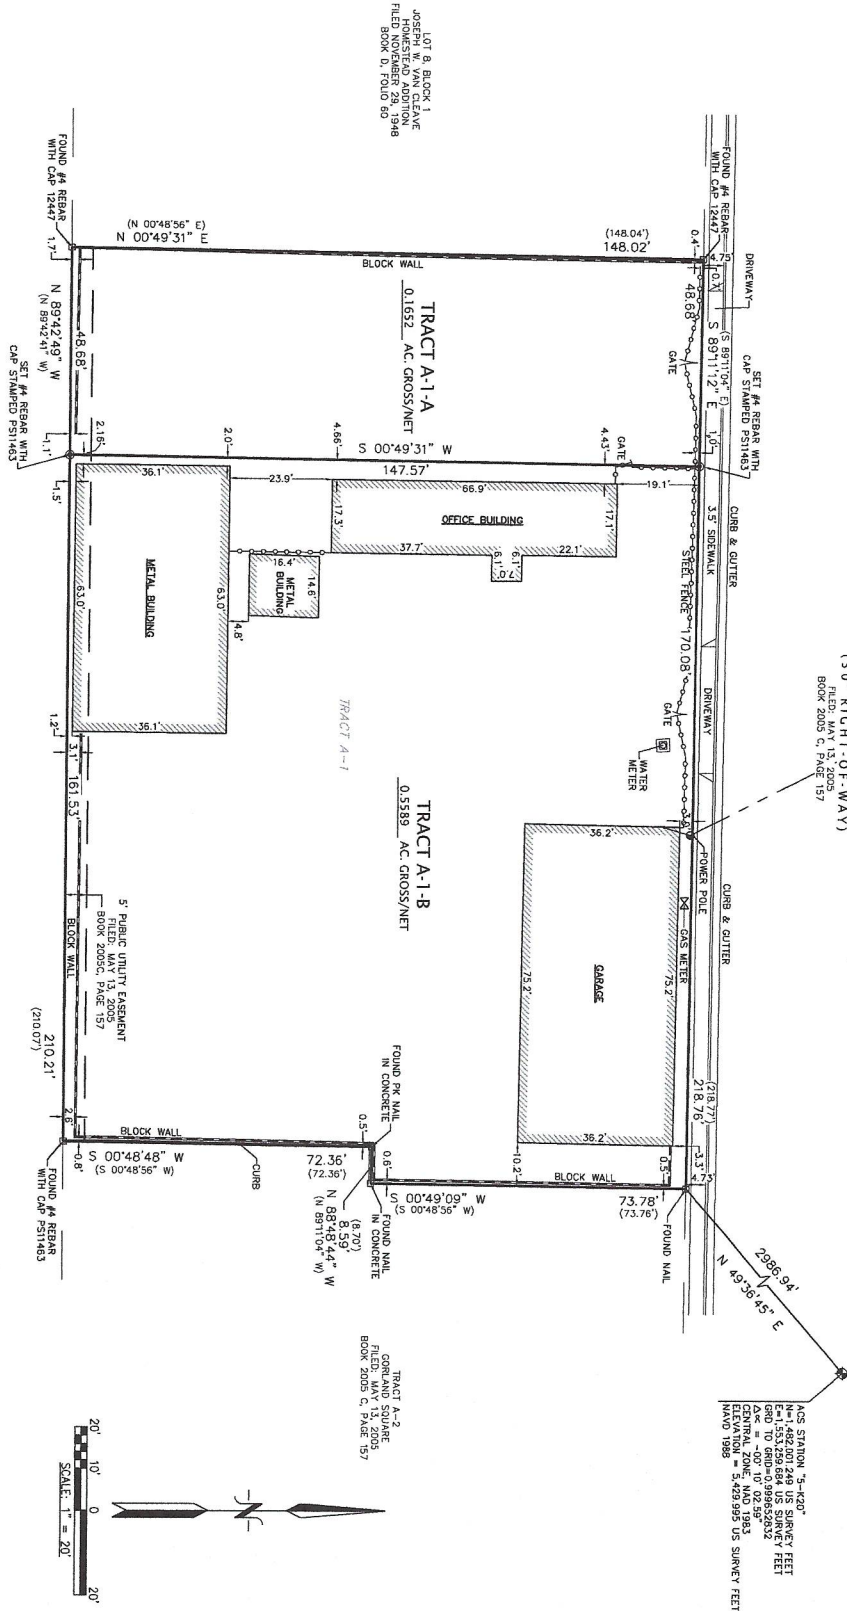 LOT 8, BLOCK 1
JOSEPH W. VAN CLEAVE
HOMESTEAD ADDITION
FILED NOVEMBER 29, 1948
BOOK D, FOLIO 60
FOUND #4 REBAR
WITH CAP 12447
FOUND #4 REBAR
WITH CAP 12447
(N 00°48'56" E)
N 00°49'31" E
(148.04')
148.02'
BLOCK WALL
0.4'
4.75'
0.7'
1.7'
DRIVEWAY
48.68'
(S 89°11'04" E)
S 89°11'12" E
GATE
TRACT A-1-A
0.1652 AC. GROSS/NET
48.68'
N 89°42'49" W
(N 89°42'41" W)
SET #4 REBAR WITH
CAP STAMPED PS11463
SET #4 REBAR WITH
CAP STAMPED PS11463
1.0'
1.1'
2.16'
2.0'
4.66'
4.43'
S 00°49'31" W
147.57'
GATE
19.1'
1.5'
CURB & GUTTER
3.5' SIDEWALK
STEEL FENCE
170.08'
36.1'
23.9'
66.9'
17.3'
17.1'
OFFICE BUILDING
37.7'
22.1'
6.1'
6.1'
7.0'
16.4'
14.6'
METAL
BUILDING
4.8'
METAL BUILDING
63.0'
63.0'
36.1'
1.2'
3.1'
161.53'
TRACT A-1
DRIVEWAY
GATE
WATER
METER
(30' RIGHT-OF-WAY)
FILED: MAY 13, 2005
BOOK 2005 C, PAGE 157
TRACT A-1-B
0.5589 AC. GROSS/NET
36.2'
POWER POLE
GAS METER
CURB & GUTTER
GARAGE
75.2'
75.2'
36.2'
5' PUBLIC UTILITY EASEMENT
FILED: MAY 13, 2005
BOOK 2005C, PAGE 157
BLOCK WALL
210.21'
(210.07')
(218.77')
218.76'
FOUND PK NAIL
IN CONCRETE
2.6'
BLOCK WALL
0.8'
0.5'
0.6'
10.2'
BLOCK WALL
0.5'
3.3'
4.73'
S 00°48'48" W
(S 00°48'56" W)
CURB
72.36'
(72.36')
S 00°49'09" W
(S 00°48'56" W)
73.78'
(73.76')
FOUND NAIL
FOUND NAIL
IN CONCRETE
(8.70')
8.59'
N 88°48'44" W
(N 89°11'04" W)
FOUND #4 REBAR
WITH CAP PS11463
2986.94'
N 49°36'45" E
TRACT A-2
GORLAND SQUARE
FILED: MAY 13, 2005
BOOK 2005 C, PAGE 157
ACS STATION "5-K20"
N=1,482,001.249 US SURVEY FEET
E=1,553,259.684 US SURVEY FEET
GRD TO GRID=0.999652832
Δ∝ = -00° 10' 02.59"
CENTRAL ZONE, NAD 1983
ELEVATION = 5,429.995 US SURVEY FEET
NAVD 1988
N
20' 10' 0 20'
SCALE: 1" = 20'